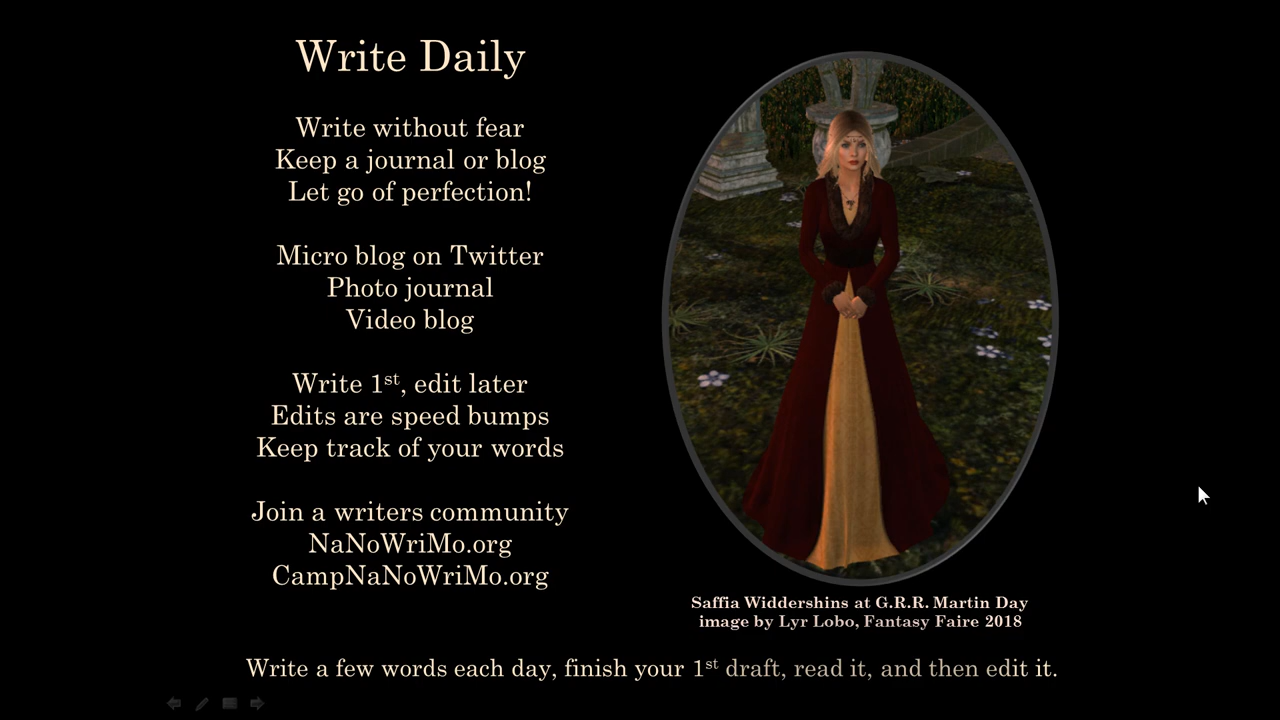 Write Daily
Write without fear
Keep a journal or blog
Let go of perfection!
Micro blog on Twitter
Photo journal
Video blog
Write 1st, edit later
Edits are speed bumps
Keep track of your words
Join a writers community
NaNoWriMo.org
CampNaNoWriMo.org
Saffia Widdershins at G.R.R. Martin Day
image by Lyr Lobo, Fantasy Faire 2018
Write a few words each day, finish your 1st draft, read it, and then edit it.